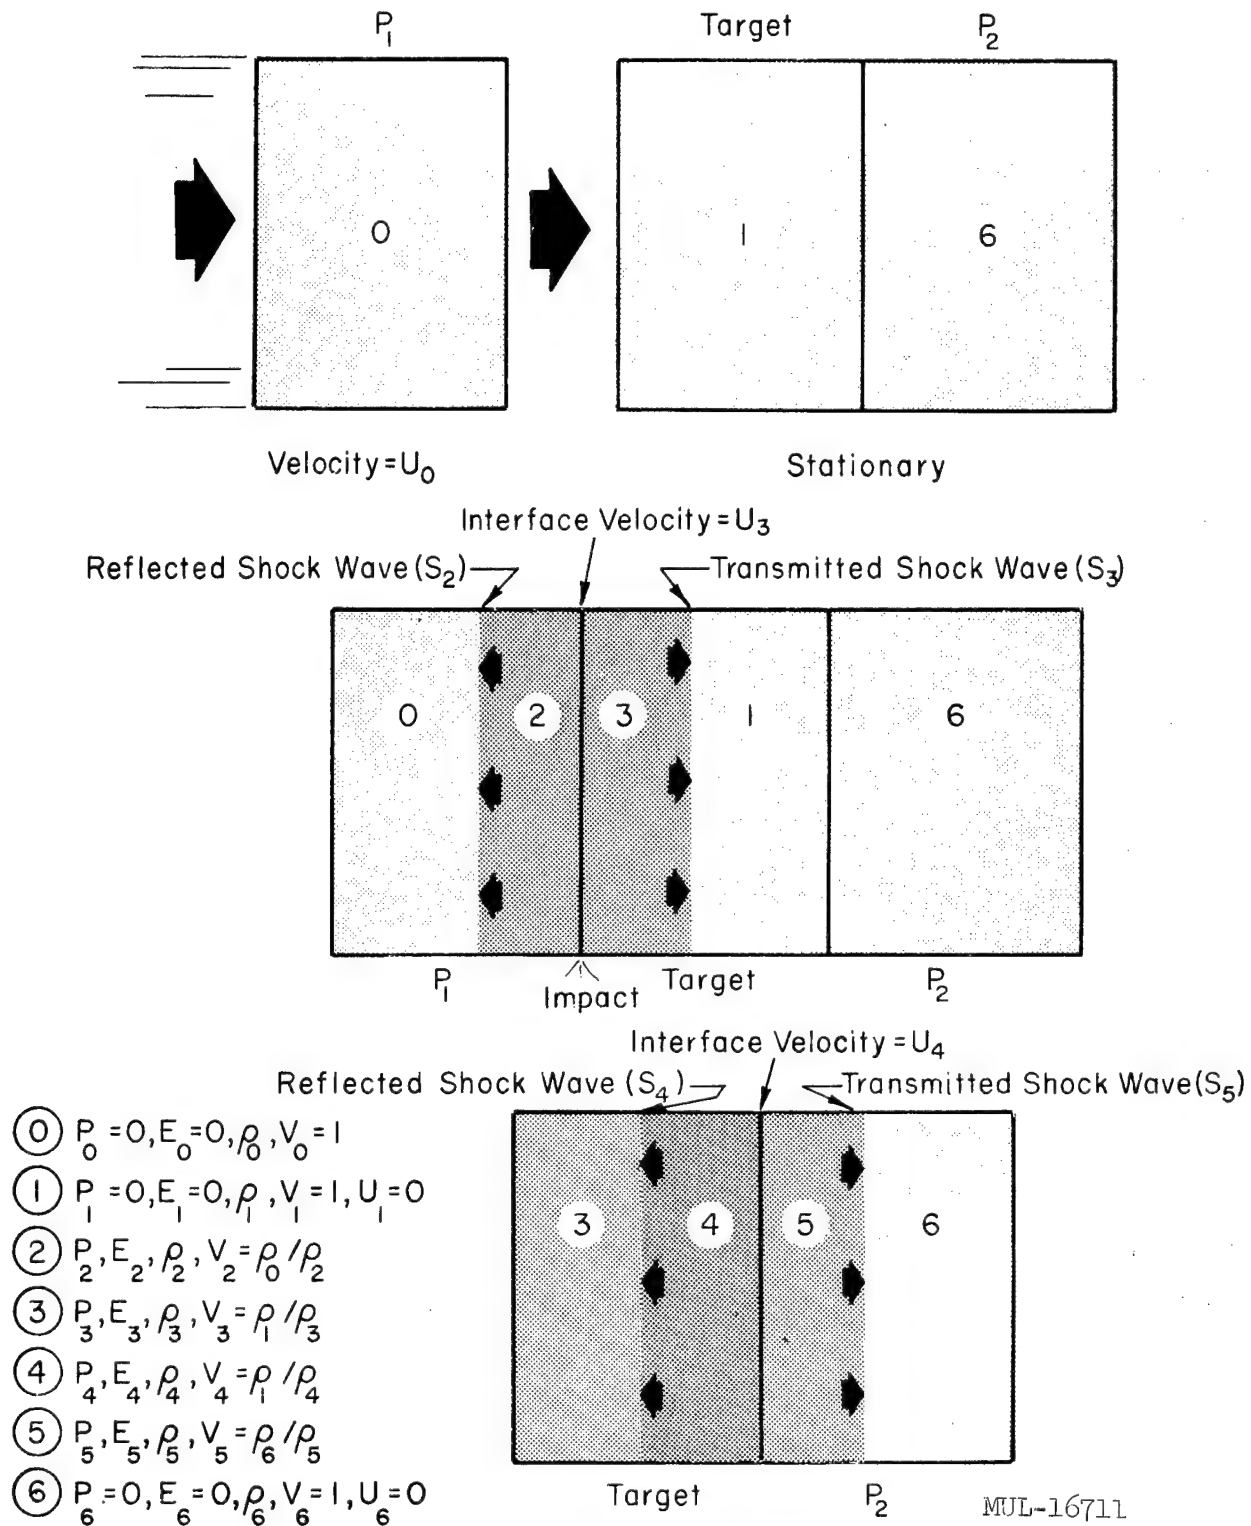 P₁ Target P₂
0 1 6
Velocity=U₀ Stationary
Interface Velocity=U₃
Reflected Shock Wave(S₂) Transmitted Shock Wave(S₃)
0 2 3 1 6
P₁ Impact Target P₂
Interface Velocity=U₄
Reflected Shock Wave (S₄) Transmitted Shock Wave(S₅)
0 P₀=0,E₀=0,ρ₀,V₀=1
1 P₁=0,E₁=0,ρ₁,V₁=1,U₁=0
2 P₂,E₂,ρ₂,V₂=ρ₀/ρ₂
3 P₃,E₃,ρ₃,V₃=ρ₁/ρ₃
4 P₄,E₄,ρ₄,V₄=ρ₁/ρ₄
5 P₅,E₅,ρ₅,V₅=ρ₆/ρ₅
6 P₆=0,E₆=0,ρ₆,V₆=1,U₆=0
3 4 5 6
Target P₂
MUL-16711